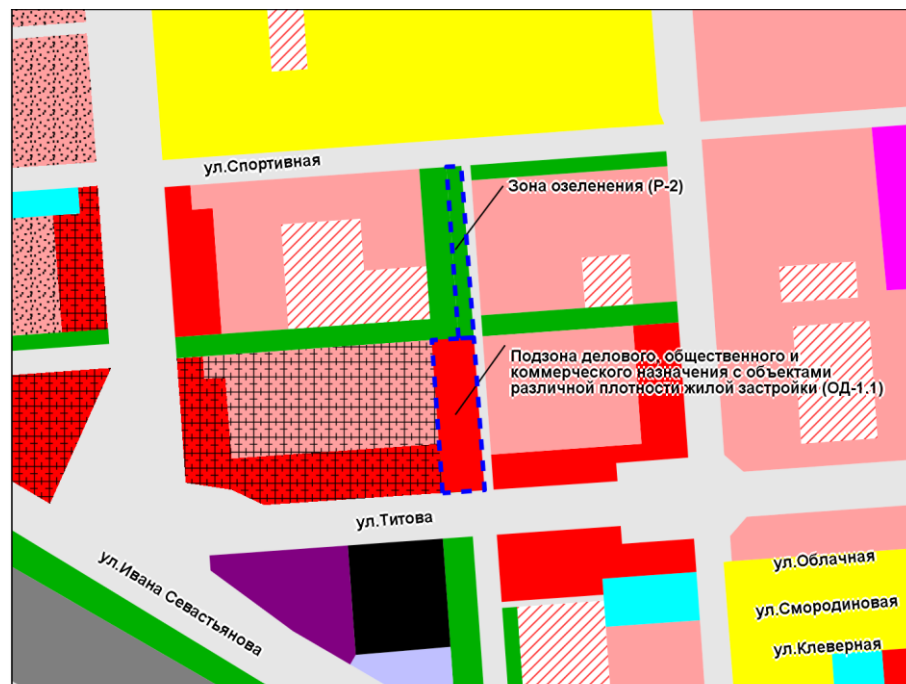 ул.Спортивная
Зона озеленения (Р-2)
Подзона делового, общественного и
коммерческого назначения с объектами
различной плотности жилой застройки (ОД-1.1)
ул.Титова
ул.Ивана Севастьянова
ул.Облачная
ул.Смородиновая
ул.Клеверная